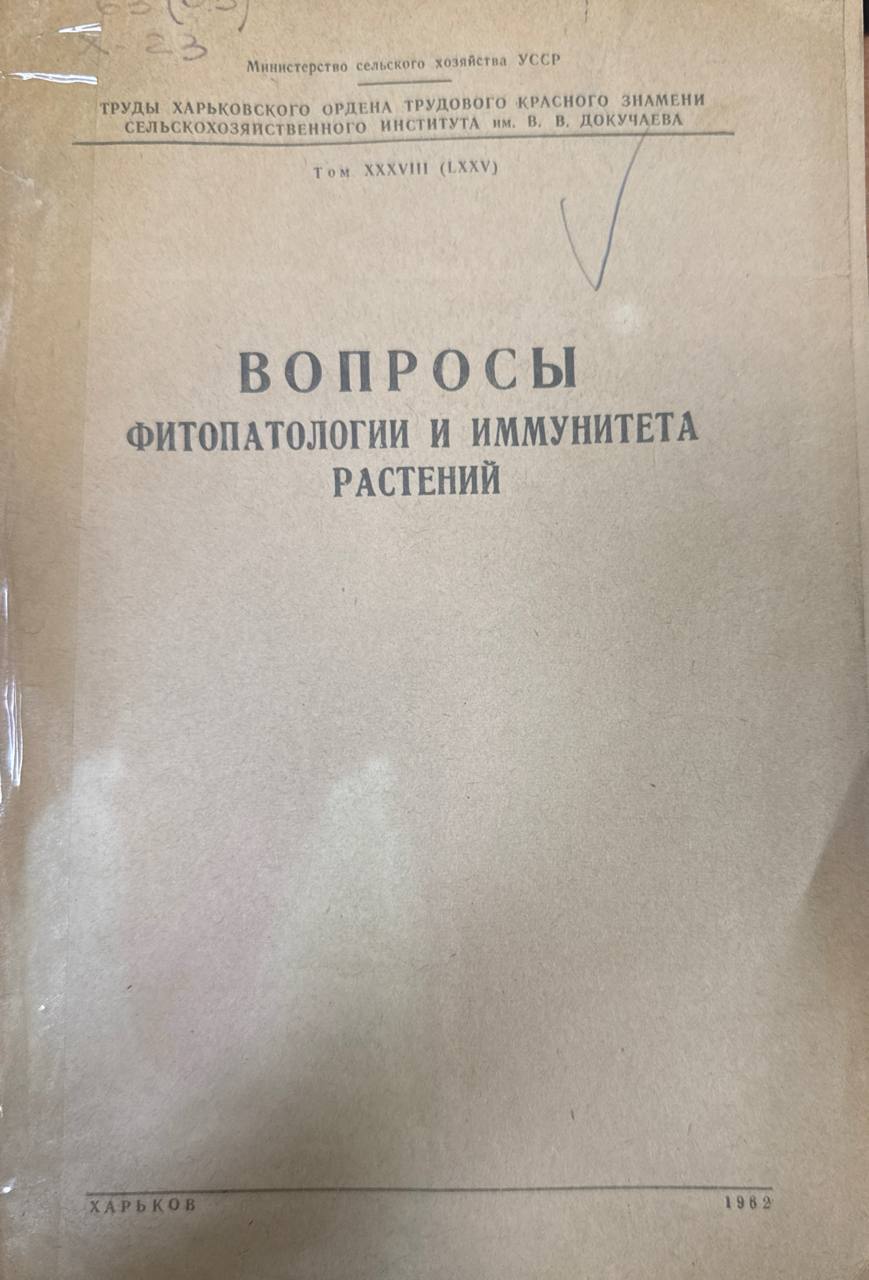 Х-23
Министерство сельского хозяйства УССР
ТРУДЫ ХАРЬКОВСКОГО ОРДЕНА ТРУДОВОГО КРАСНОГО ЗНАМЕНИ
СЕЛЬСКОХОЗЯЙСТВЕННОГО ИНСТИТУТА им. В. В. ДОКУЧАЕВА
Том XXXVIII (LXXV)
ВОПРОСЫ
ФИТОПАТОЛОГИИ И ИММУНИТЕТА
РАСТЕНИЙ
ХАРЬКОВ 1962